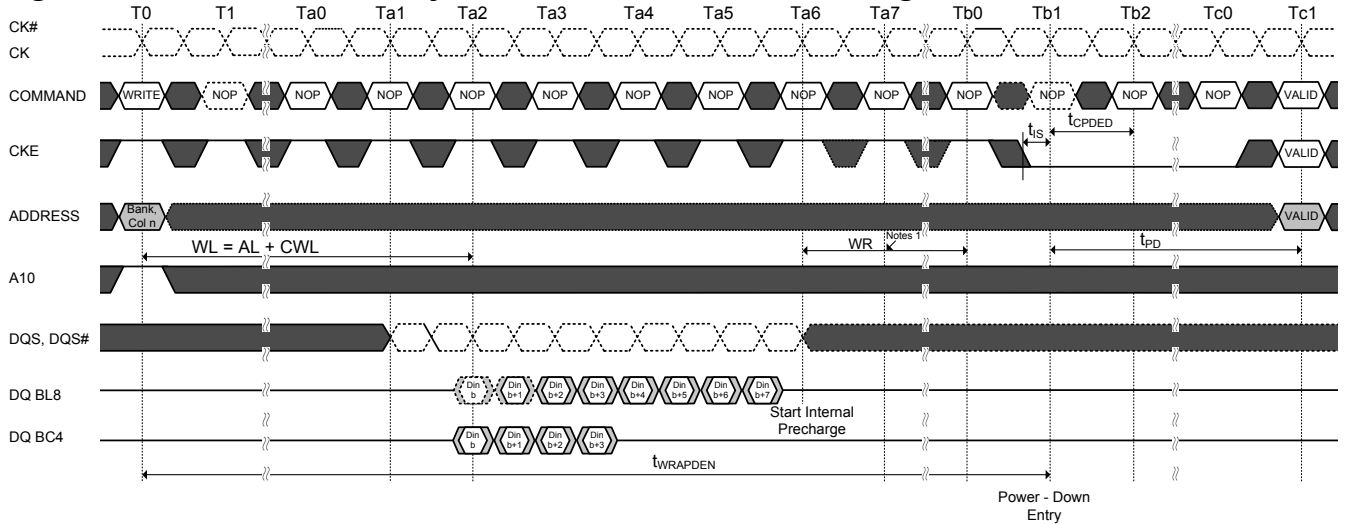 T0 T1 Ta0 Ta1 Ta2 Ta3 Ta4 Ta5 Ta6 Ta7 Tb0 Tb1 Tb2 Tc0 Tc1
CK#
CK
COMMAND WRITE NOP NOP NOP NOP NOP NOP NOP NOP NOP NOP NOP NOP NOP VALID
tIS tCPDED
CKE VALID
ADDRESS Bank, Col n VALID
WL = AL + CWL WR Notes 1 tPD
A10
DQS, DQS#
DQ BL8 Din b Din b+1 Din b+2 Din b+3 Din b+4 Din b+5 Din b+6 Din b+7
Start Internal
Precharge
DQ BC4 Din b Din b+1 Din b+2 Din b+3
tWRAPDEN
Power - Down
Entry